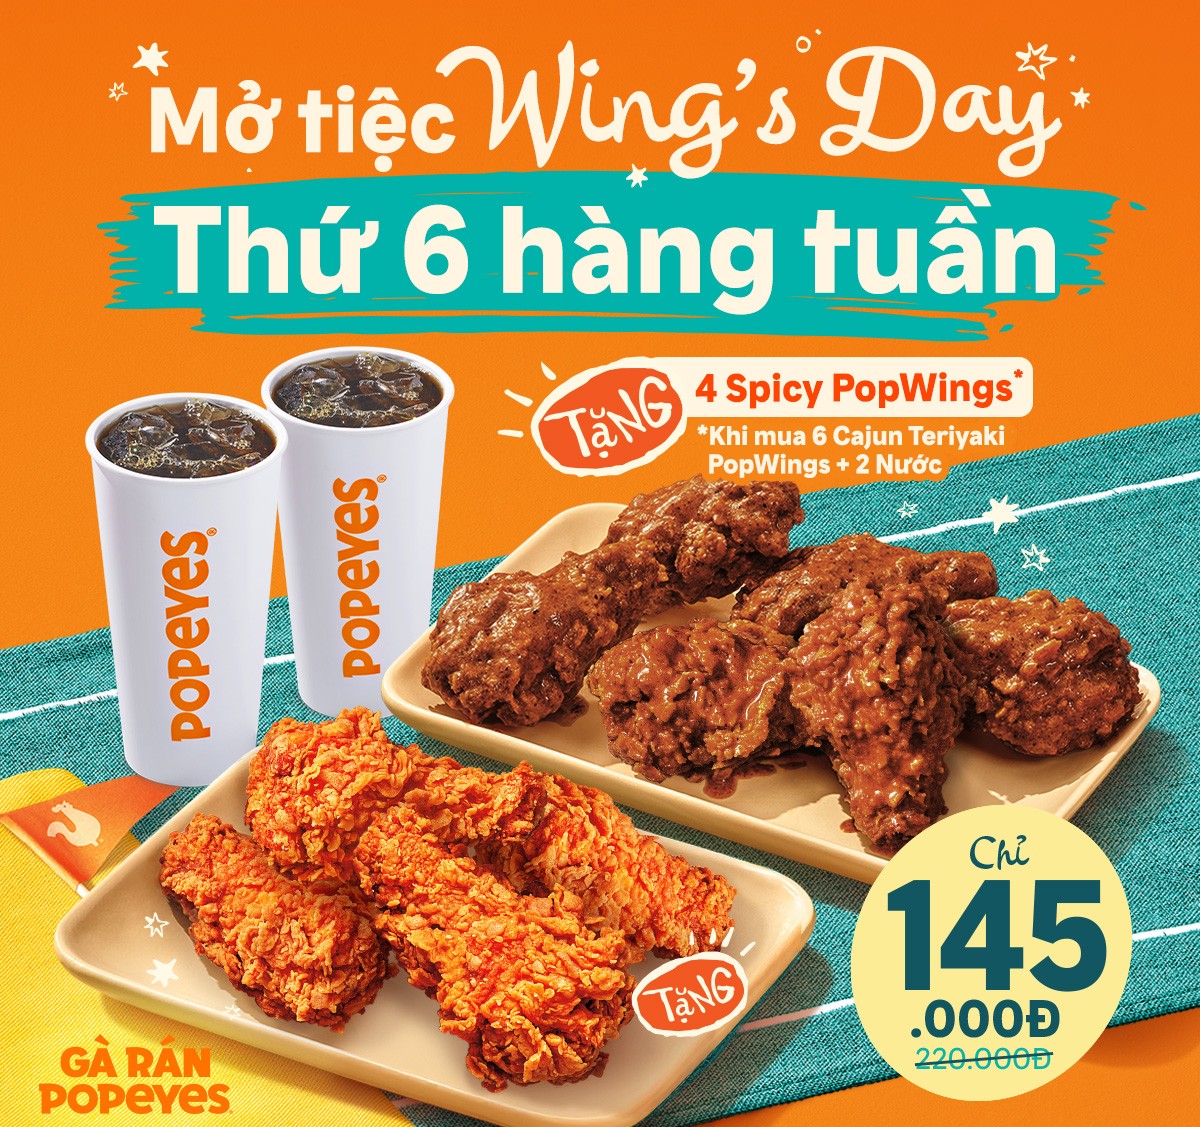 Mở tiệc Wing's Day
Thứ 6 hàng tuần
TặNG
4 Spicy PopWings*
*Khi mua 6 Cajun Teriyaki
PopWings + 2 Nước
POPEYES®
POPEYES®
TặNG
Chỉ
145
.000Đ
220.000Đ
GÀ RÁN
POPEYES